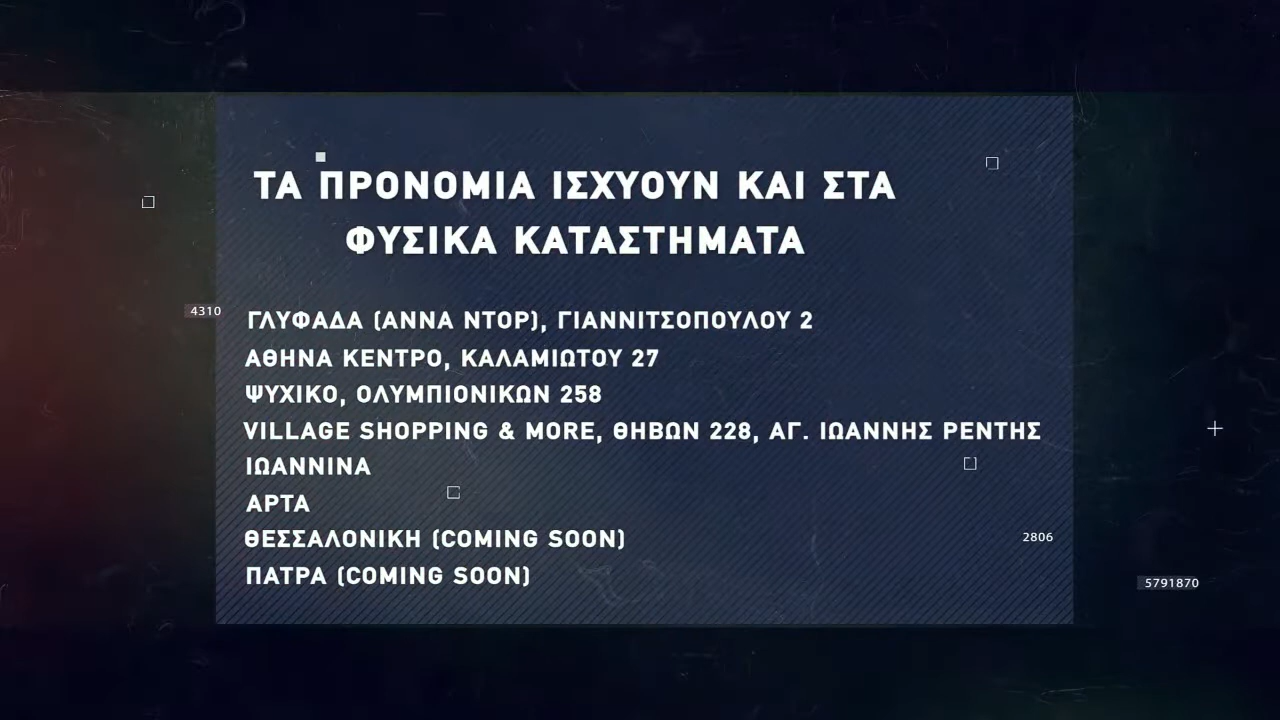 ΤΑ ΠΡΟΝΟΜΙΑ ΙΣΧΥΟΥΝ ΚΑΙ ΣΤΑ
ΦΥΣΙΚΑ ΚΑΤΑΣΤΗΜΑΤΑ
4310
ΓΛΥΦΑΔΑ (ΑΝΝΑ ΝΤΟΡ), ΓΙΑΝΝΙΤΣΟΠΟΥΛΟΥ 2
ΑΘΗΝΑ ΚΕΝΤΡΟ, ΚΑΛΑΜΙΩΤΟΥ 27
ΨΥΧΙΚΟ, ΟΛΥΜΠΙΟΝΙΚΩΝ 258
VILLAGE SHOPPING & MORE, ΘΗΒΩΝ 228, ΑΓ. ΙΩΑΝΝΗΣ ΡΕΝΤΗΣ
ΙΩΑΝΝΙΝΑ
ΑΡΤΑ
ΘΕΣΣΑΛΟΝΙΚΗ (COMING SOON)
2806
ΠΑΤΡΑ (COMING SOON)
5791870